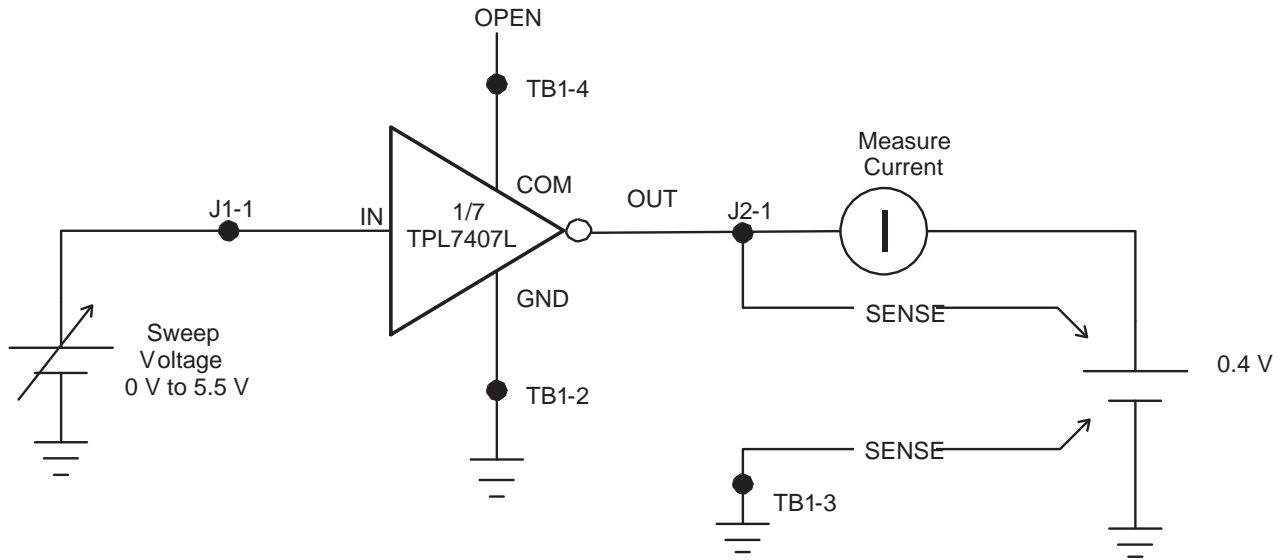 OPEN
TB1-4
Measure
Current
COM
OUT
J1-1
IN
1/7
TPL7407L
J2-1
I
GND
SENSE
Sweep
Voltage
0 V to 5.5 V
0.4 V
TB1-2
SENSE
TB1-3